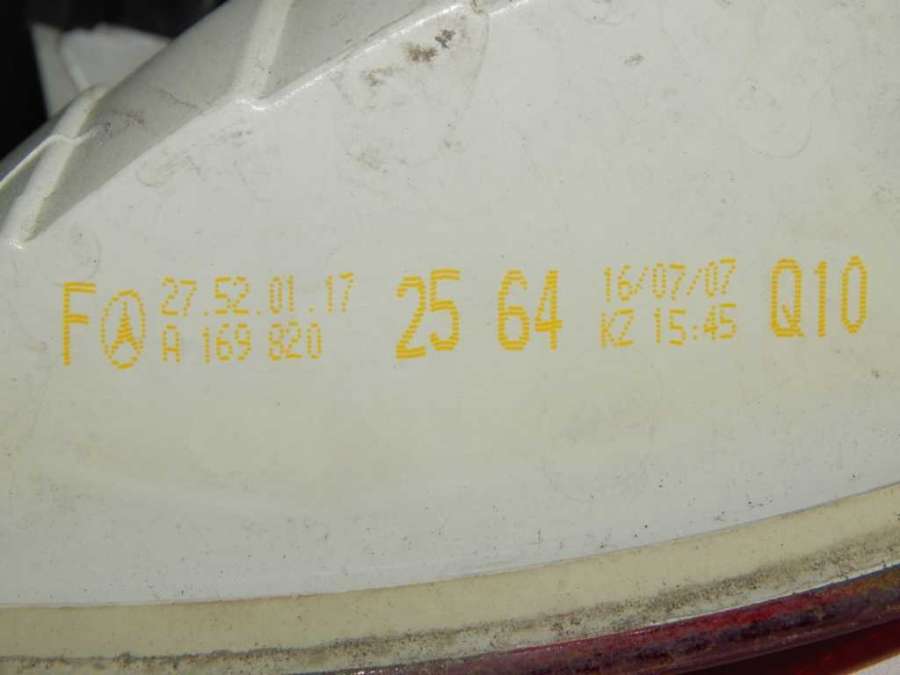 F 27.52.01.17 25 64 16/07/07 Q10
A 169 820 KZ 15:45